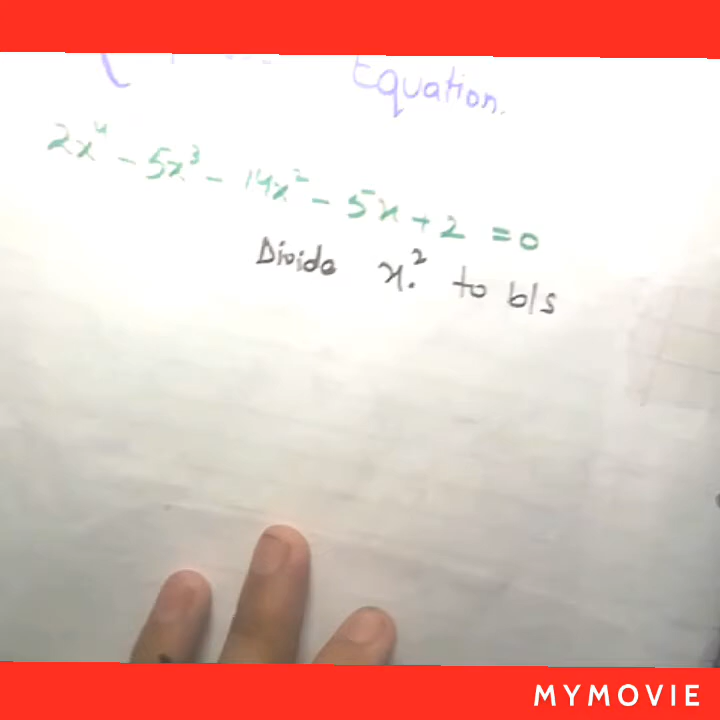 Equation.
2x⁴ - 5x³ - 14x² - 5x + 2 = 0
Divide x.² to b/s
MYMOVIE